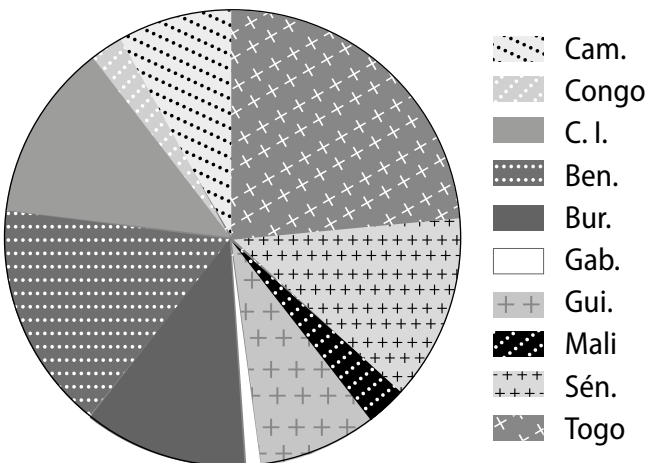 Cam.
Congo
C. I.
Ben.
Bur.
Gab.
Gui.
Mali
Sén.
Togo